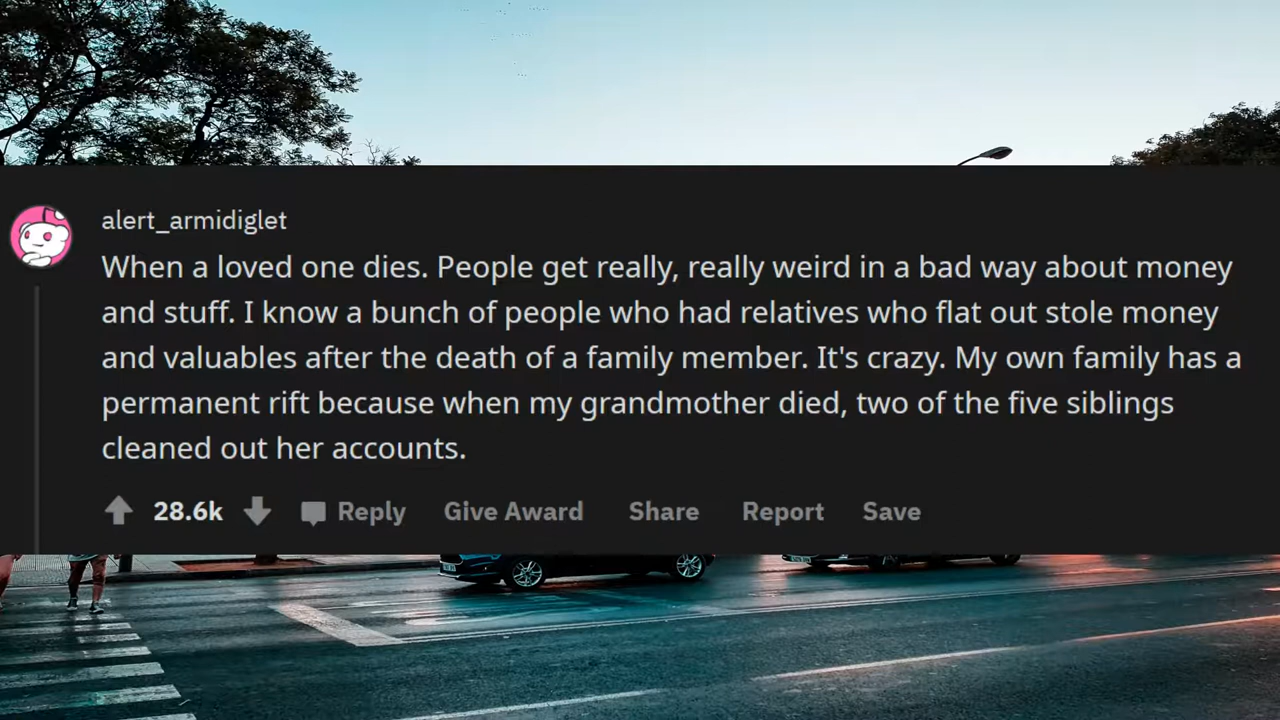 alert_armidiglet
When a loved one dies. People get really, really weird in a bad way about money
and stuff. I know a bunch of people who had relatives who flat out stole money
and valuables after the death of a family member. It's crazy. My own family has a
permanent rift because when my grandmother died, two of the five siblings
cleaned out her accounts.
28.6k Reply Give Award Share Report Save